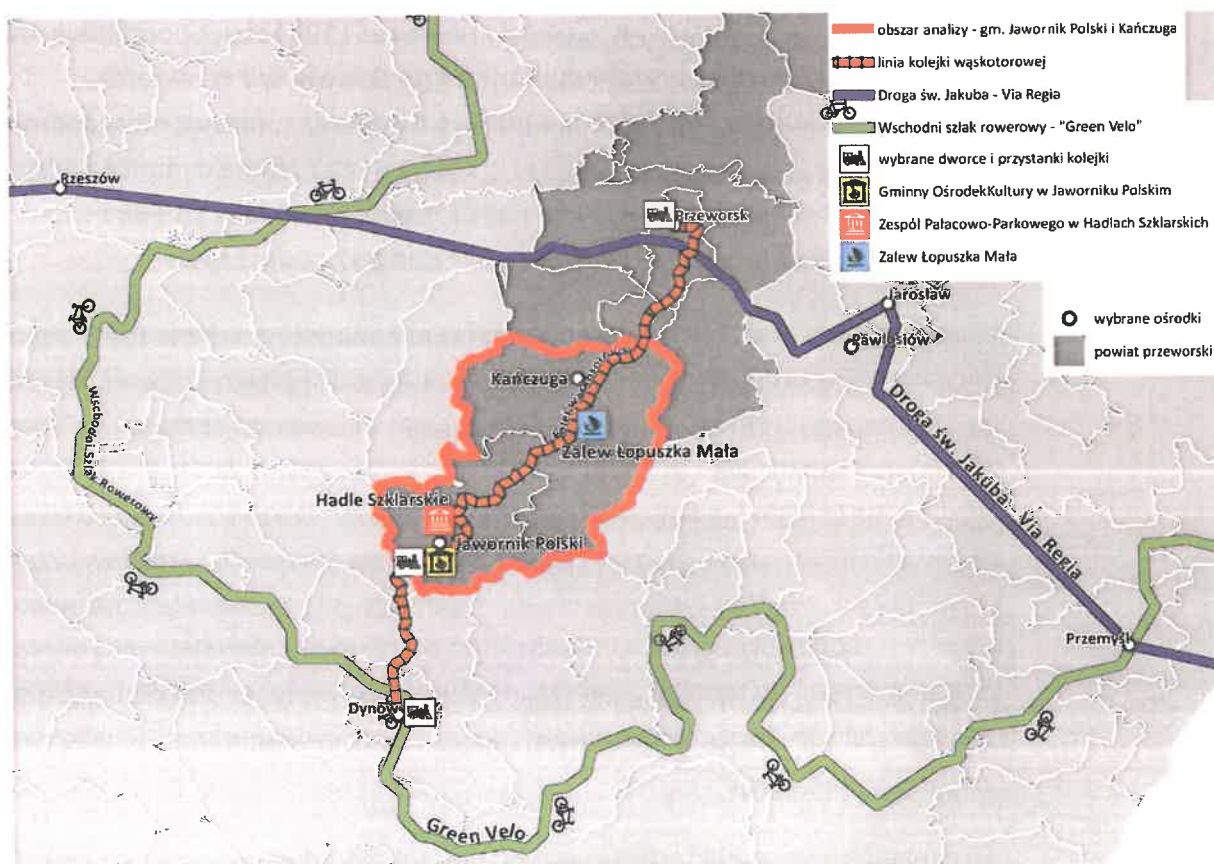 obszar analizy - gm. Jawornik Polski i Kańczuga
linia kolejki wąskotorowej
Droga św. Jakuba - Via Regia
Wschodni szlak rowerowy - "Green Velo"
wybrane dworce i przystanki kolejki
Gminny OśrodekKultury w Jaworniku Polskim
Zespół Pałacowo-Parkowego w Hadlach Szklarskich
Zalew Łopuszka Mała
wybrane ośrodki
powiat przeworski
Rzeszów
Przeworsk
Jarosław
Pawłosiów
Kańczuga
Zalew Łopuszka Mała
Wschodni Szlak Rowerowy
Droga św. Jakuba - Via Regia
Hadle Szklarskie
Jawornik Polski
Przemyśl
Dynów
Green Velo